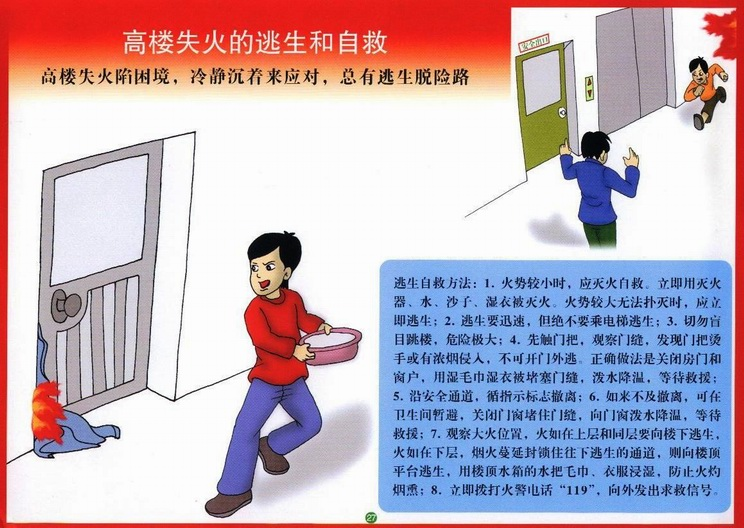 高楼失火的逃生和自救
高楼失火陷困境，冷静沉着来应对，总有逃生脱险路
安全出口
逃生自救方法：1. 火势较小时，应灭火自救。立即用灭火
器、水、沙子、湿衣被灭火。火势较大无法扑灭时，应立
即逃生；2. 逃生要迅速，但绝不要乘电梯逃生；3. 切勿盲
目跳楼，危险极大；4. 先触门把，观察门缝，发现门把烫
手或有浓烟侵入，不可开门外逃。正确做法是关闭房门和
窗户，用湿毛巾湿衣被堵塞门缝，泼水降温，等待救援；
5. 沿安全通道，循指示标志撤离；6. 如来不及撤离，可在
卫生间暂避，关闭门窗堵住门缝，向门窗泼水降温，等待
救援；7. 观察大火位置，火如在上层和同层要向楼下逃生，
火如在下层，烟火蔓延封锁住往下逃生的通道，则向楼顶
平台逃生，用楼顶水箱的水把毛巾、衣服浸湿，防止火灼
烟熏；8. 立即拨打火警电话“119”，向外发出求救信号。
27